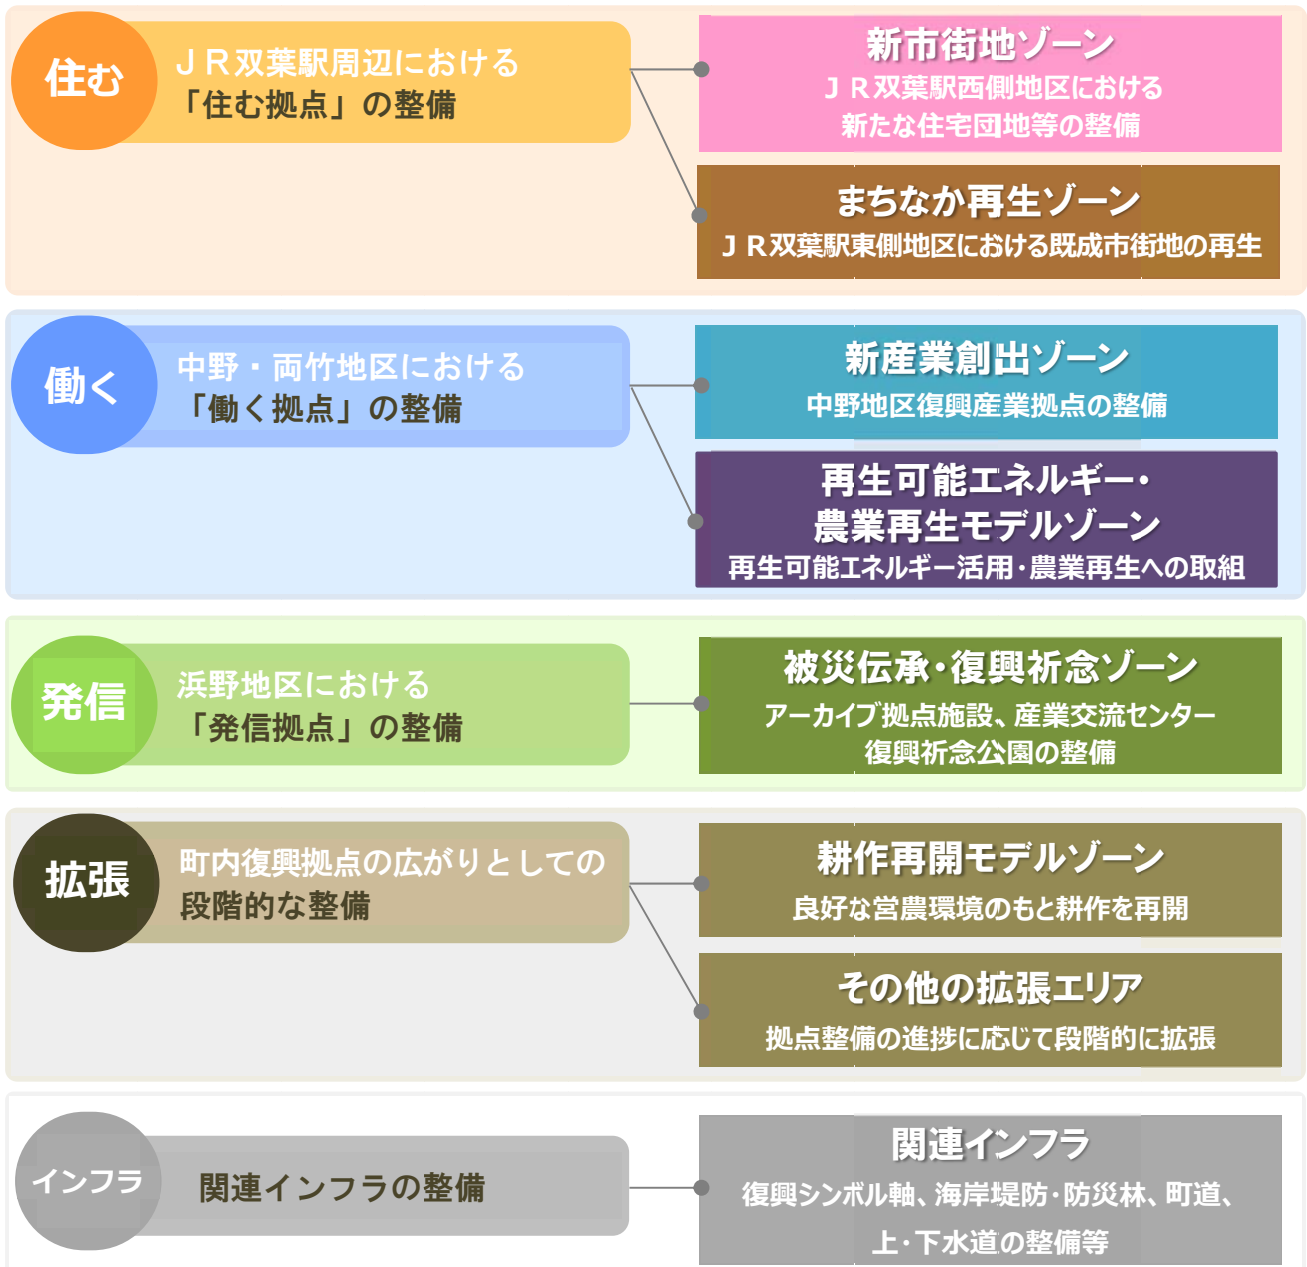 住む
ＪＲ双葉駅周辺における
「住む拠点」の整備
新市街地ゾーン
ＪＲ双葉駅西側地区における
新たな住宅団地等の整備
まちなか再生ゾーン
ＪＲ双葉駅東側地区における既成市街地の再生
働く
中野・両竹地区における
「働く拠点」の整備
新産業創出ゾーン
中野地区復興産業拠点の整備
再生可能エネルギー・
農業再生モデルゾーン
再生可能エネルギー活用・農業再生への取組
発信
浜野地区における
「発信拠点」の整備
被災伝承・復興祈念ゾーン
アーカイブ拠点施設、産業交流センター
復興祈念公園の整備
拡張
町内復興拠点の広がりとしての
段階的な整備
耕作再開モデルゾーン
良好な営農環境のもと耕作を再開
その他の拡張エリア
拠点整備の進捗に応じて段階的に拡張
インフラ
関連インフラの整備
関連インフラ
復興シンボル軸、海岸堤防・防災林、町道、
上・下水道の整備等